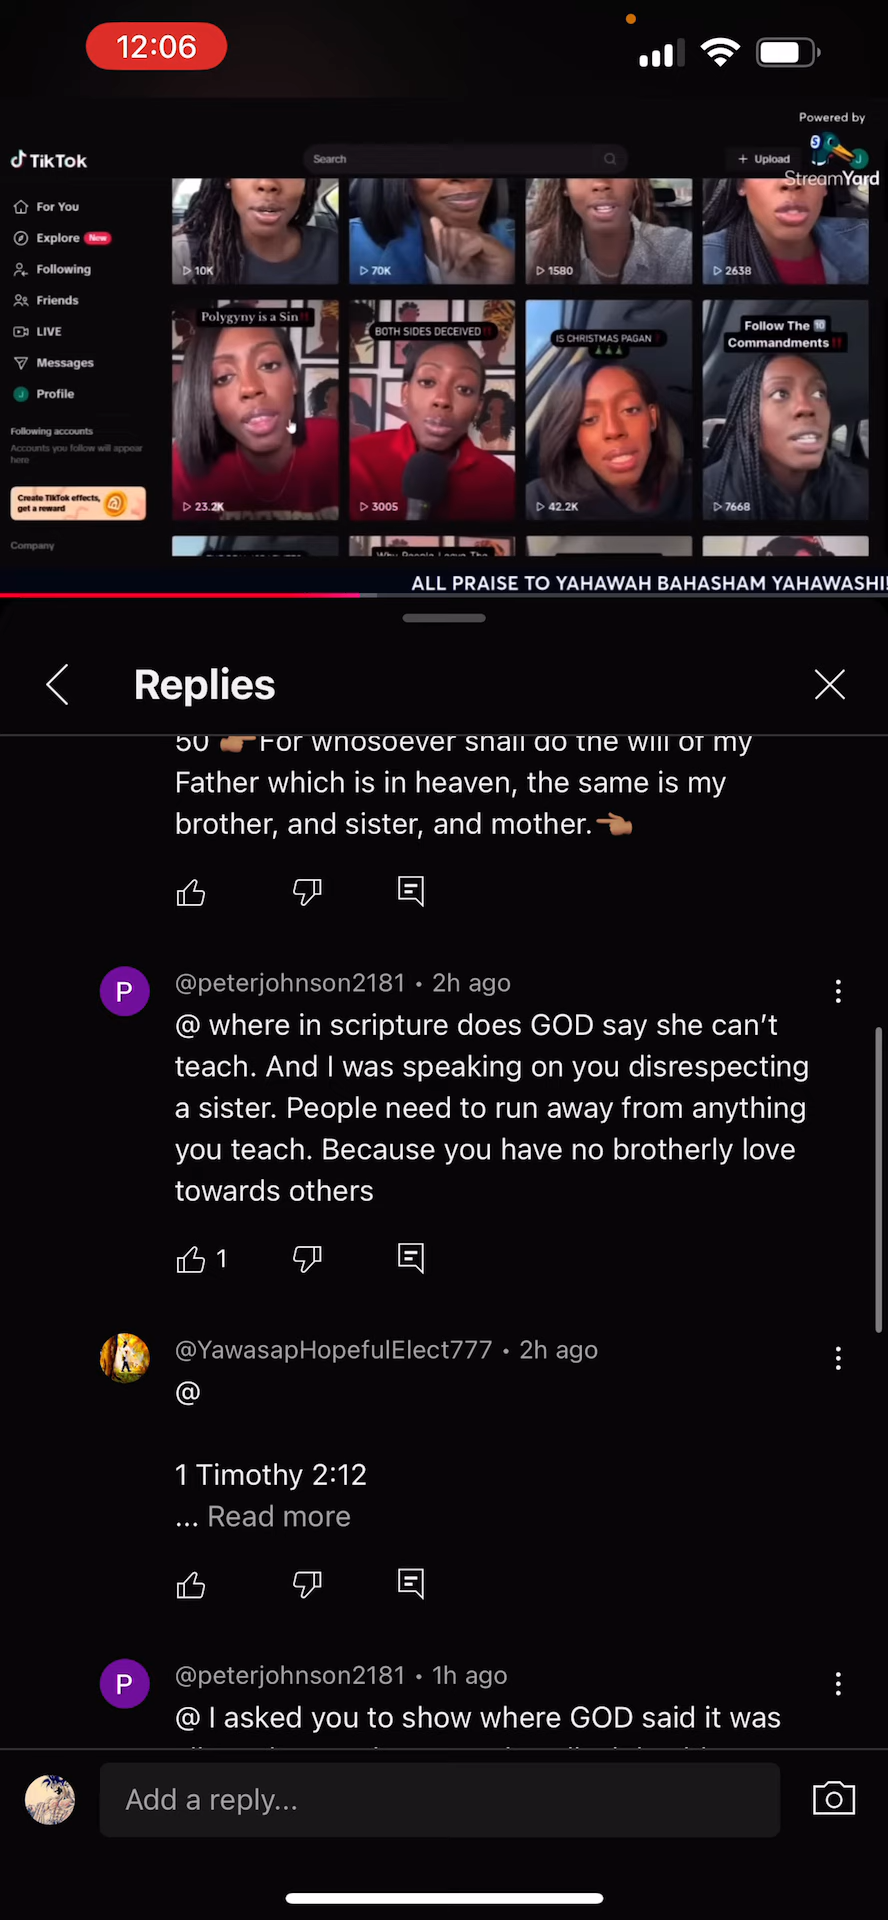 12:06
Powered by
StreamYard
TikTok
Search
+ Upload
For You
Explore New
Following
Friends
LIVE
Messages
Profile
Following accounts
Accounts you follow will appear
here
Create TikTok effects,
get a reward
Company
10K
70K
1580
2638
Polygyny is a Sin‼️
23.2K
BOTH SIDES DECEIVED‼️
3005
IS CHRISTMAS PAGAN
42.2K
Follow The 🔟
Commandments‼️
7668
Why People Leave The
ALL PRAISE TO YAHAWAH BAHASHAM YAHAWASHI!
Replies
50 👉🏽For whosoever shall do the will of my
Father which is in heaven, the same is my
brother, and sister, and mother.👈🏽
P
@peterjohnson2181 • 2h ago
@ where in scripture does GOD say she can’t
teach. And I was speaking on you disrespecting
a sister. People need to run away from anything
you teach. Because you have no brotherly love
towards others
1
@YawasapHopefulElect777 • 2h ago
@
1 Timothy 2:12
... Read more
P
@peterjohnson2181 • 1h ago
@ I asked you to show where GOD said it was
Add a reply...